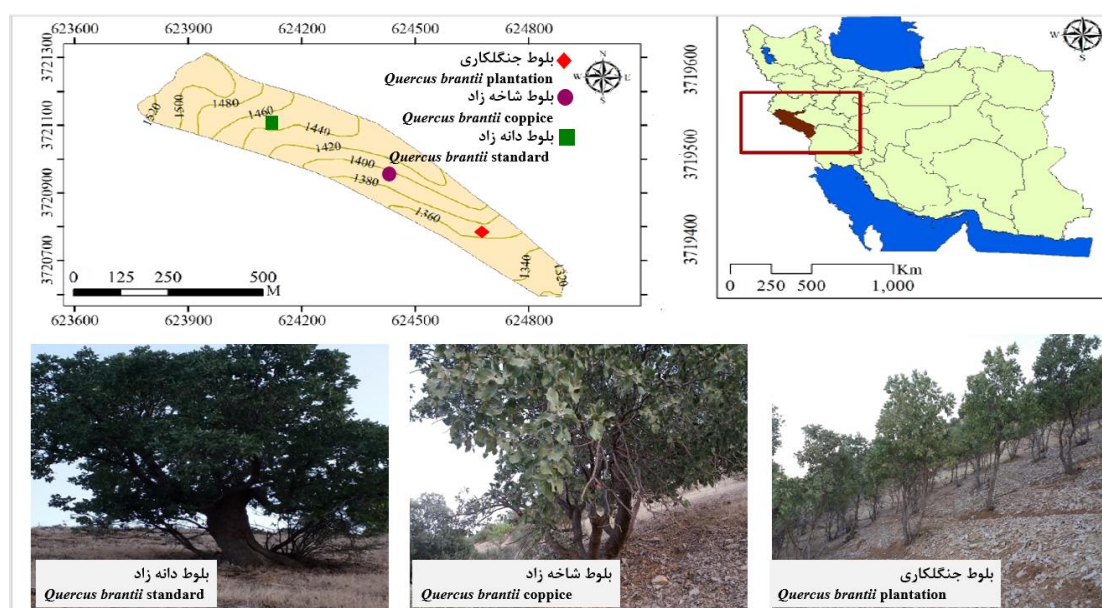 623600
623900
624200
624500
624800
3721300
3721100
3720900
3720700
1520
1500
1480
1460
1440
1420
1400
1380
1360
1340
1320
بلوط جنگلکاری
Quercus brantii plantation
بلوط شاخه زاد
Quercus brantii coppice
بلوط دانه زاد
Quercus brantii standard
N
W
E
S
0 125 250 500
M
623600
623900
624200
624500
624800
3719600
3719500
3719400
W
S
0 250 500 1,000
Km
بلوط دانه زاد
Quercus brantii standard
بلوط شاخه زاد
Quercus brantii coppice
بلوط جنگلکاری
Quercus brantii plantation